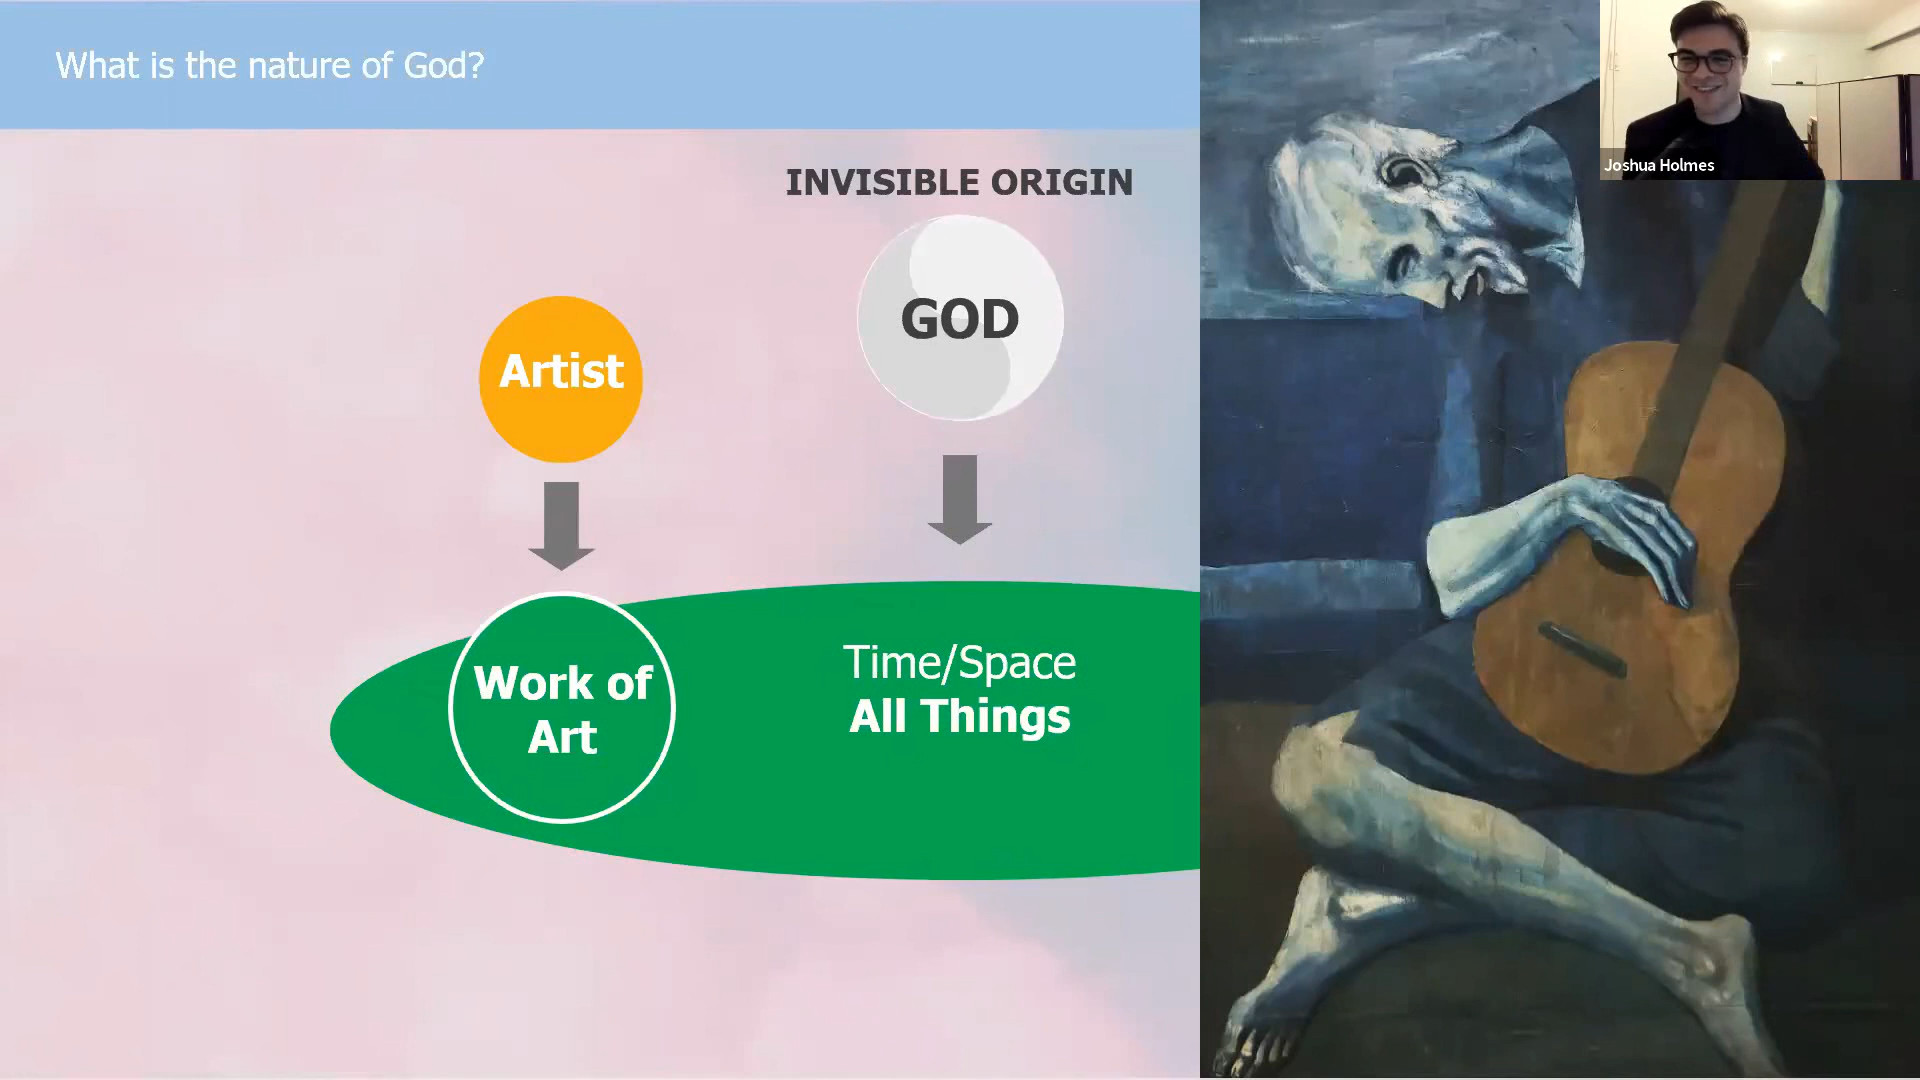 What is the nature of God?
Joshua Holmes
INVISIBLE ORIGIN
GOD
Artist
Work of
Art
Time/Space
All Things